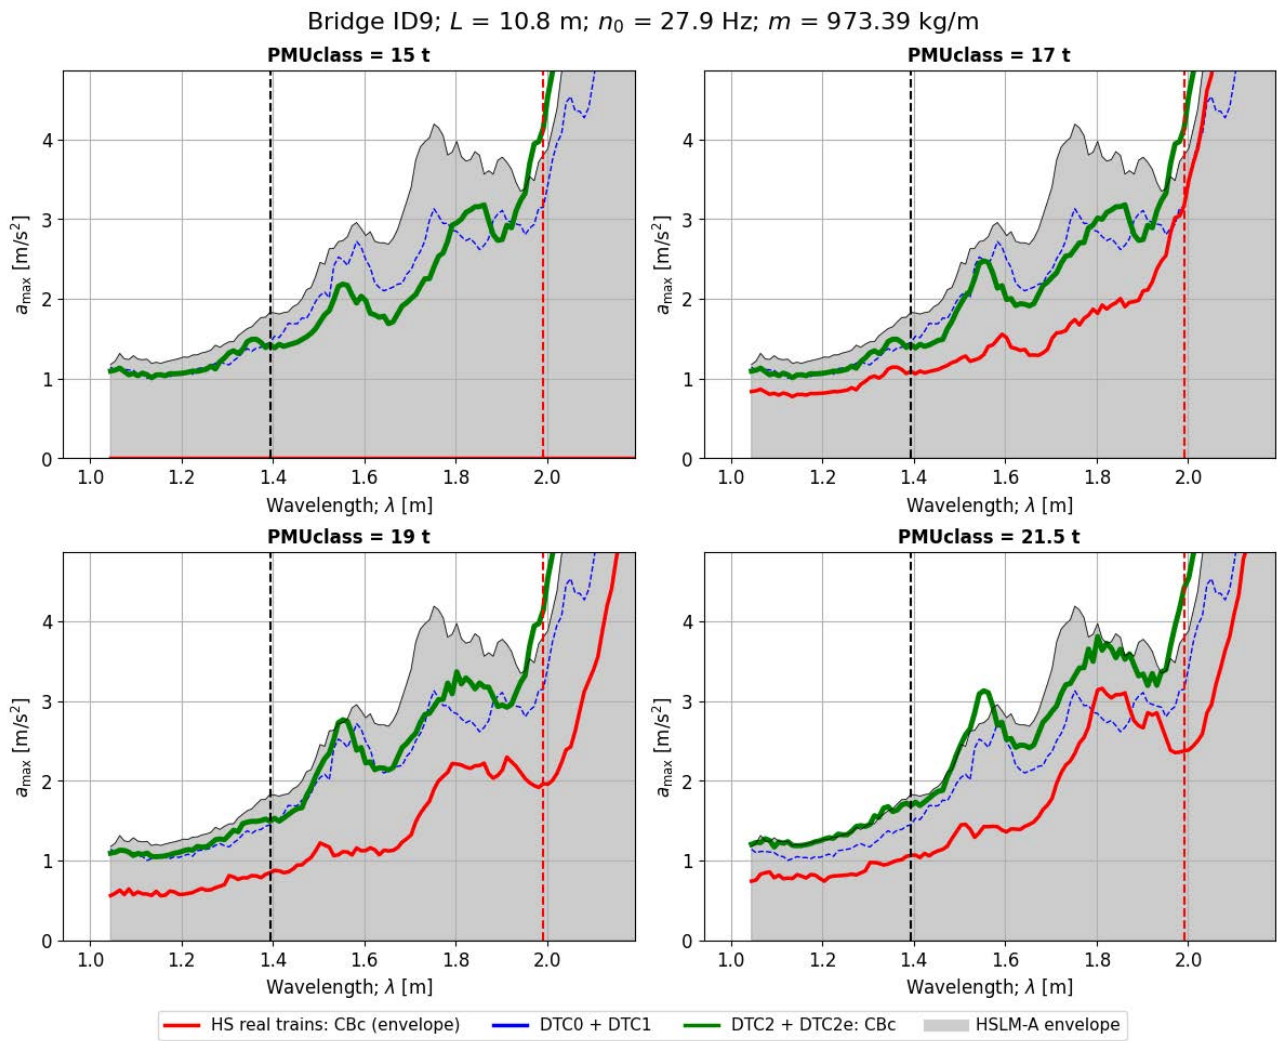 Bridge ID9; L = 10.8 m; n₀ = 27.9 Hz; m = 973.39 kg/m
PMUclass = 15 t
4
3
2
1
0
a_max [m/s²]
1.0 1.2 1.4 1.6 1.8 2.0
Wavelength; λ [m]
PMUclass = 17 t
4
3
2
1
0
a_max [m/s²]
1.0 1.2 1.4 1.6 1.8 2.0
Wavelength; λ [m]
PMUclass = 19 t
4
3
2
1
0
a_max [m/s²]
1.0 1.2 1.4 1.6 1.8 2.0
Wavelength; λ [m]
PMUclass = 21.5 t
4
3
2
1
0
a_max [m/s²]
1.0 1.2 1.4 1.6 1.8 2.0
Wavelength; λ [m]
HS real trains: CBc (envelope) DTC0 + DTC1 DTC2 + DTC2e: CBc HSLM-A envelope